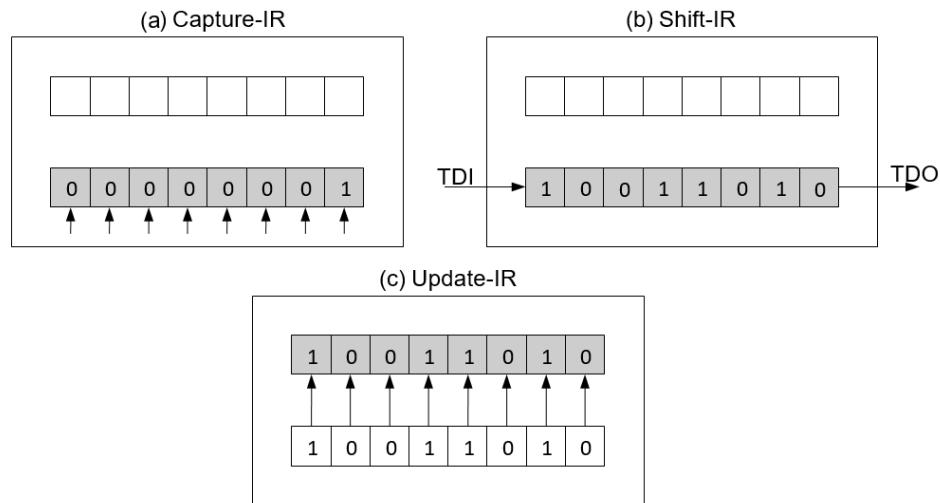 (a) Capture-IR
(b) Shift-IR
0 0 0 0 0 0 0 1
TDI
1 0 0 1 1 0 1 0
TDO
(c) Update-IR
1 0 0 1 1 0 1 0
1 0 0 1 1 0 1 0